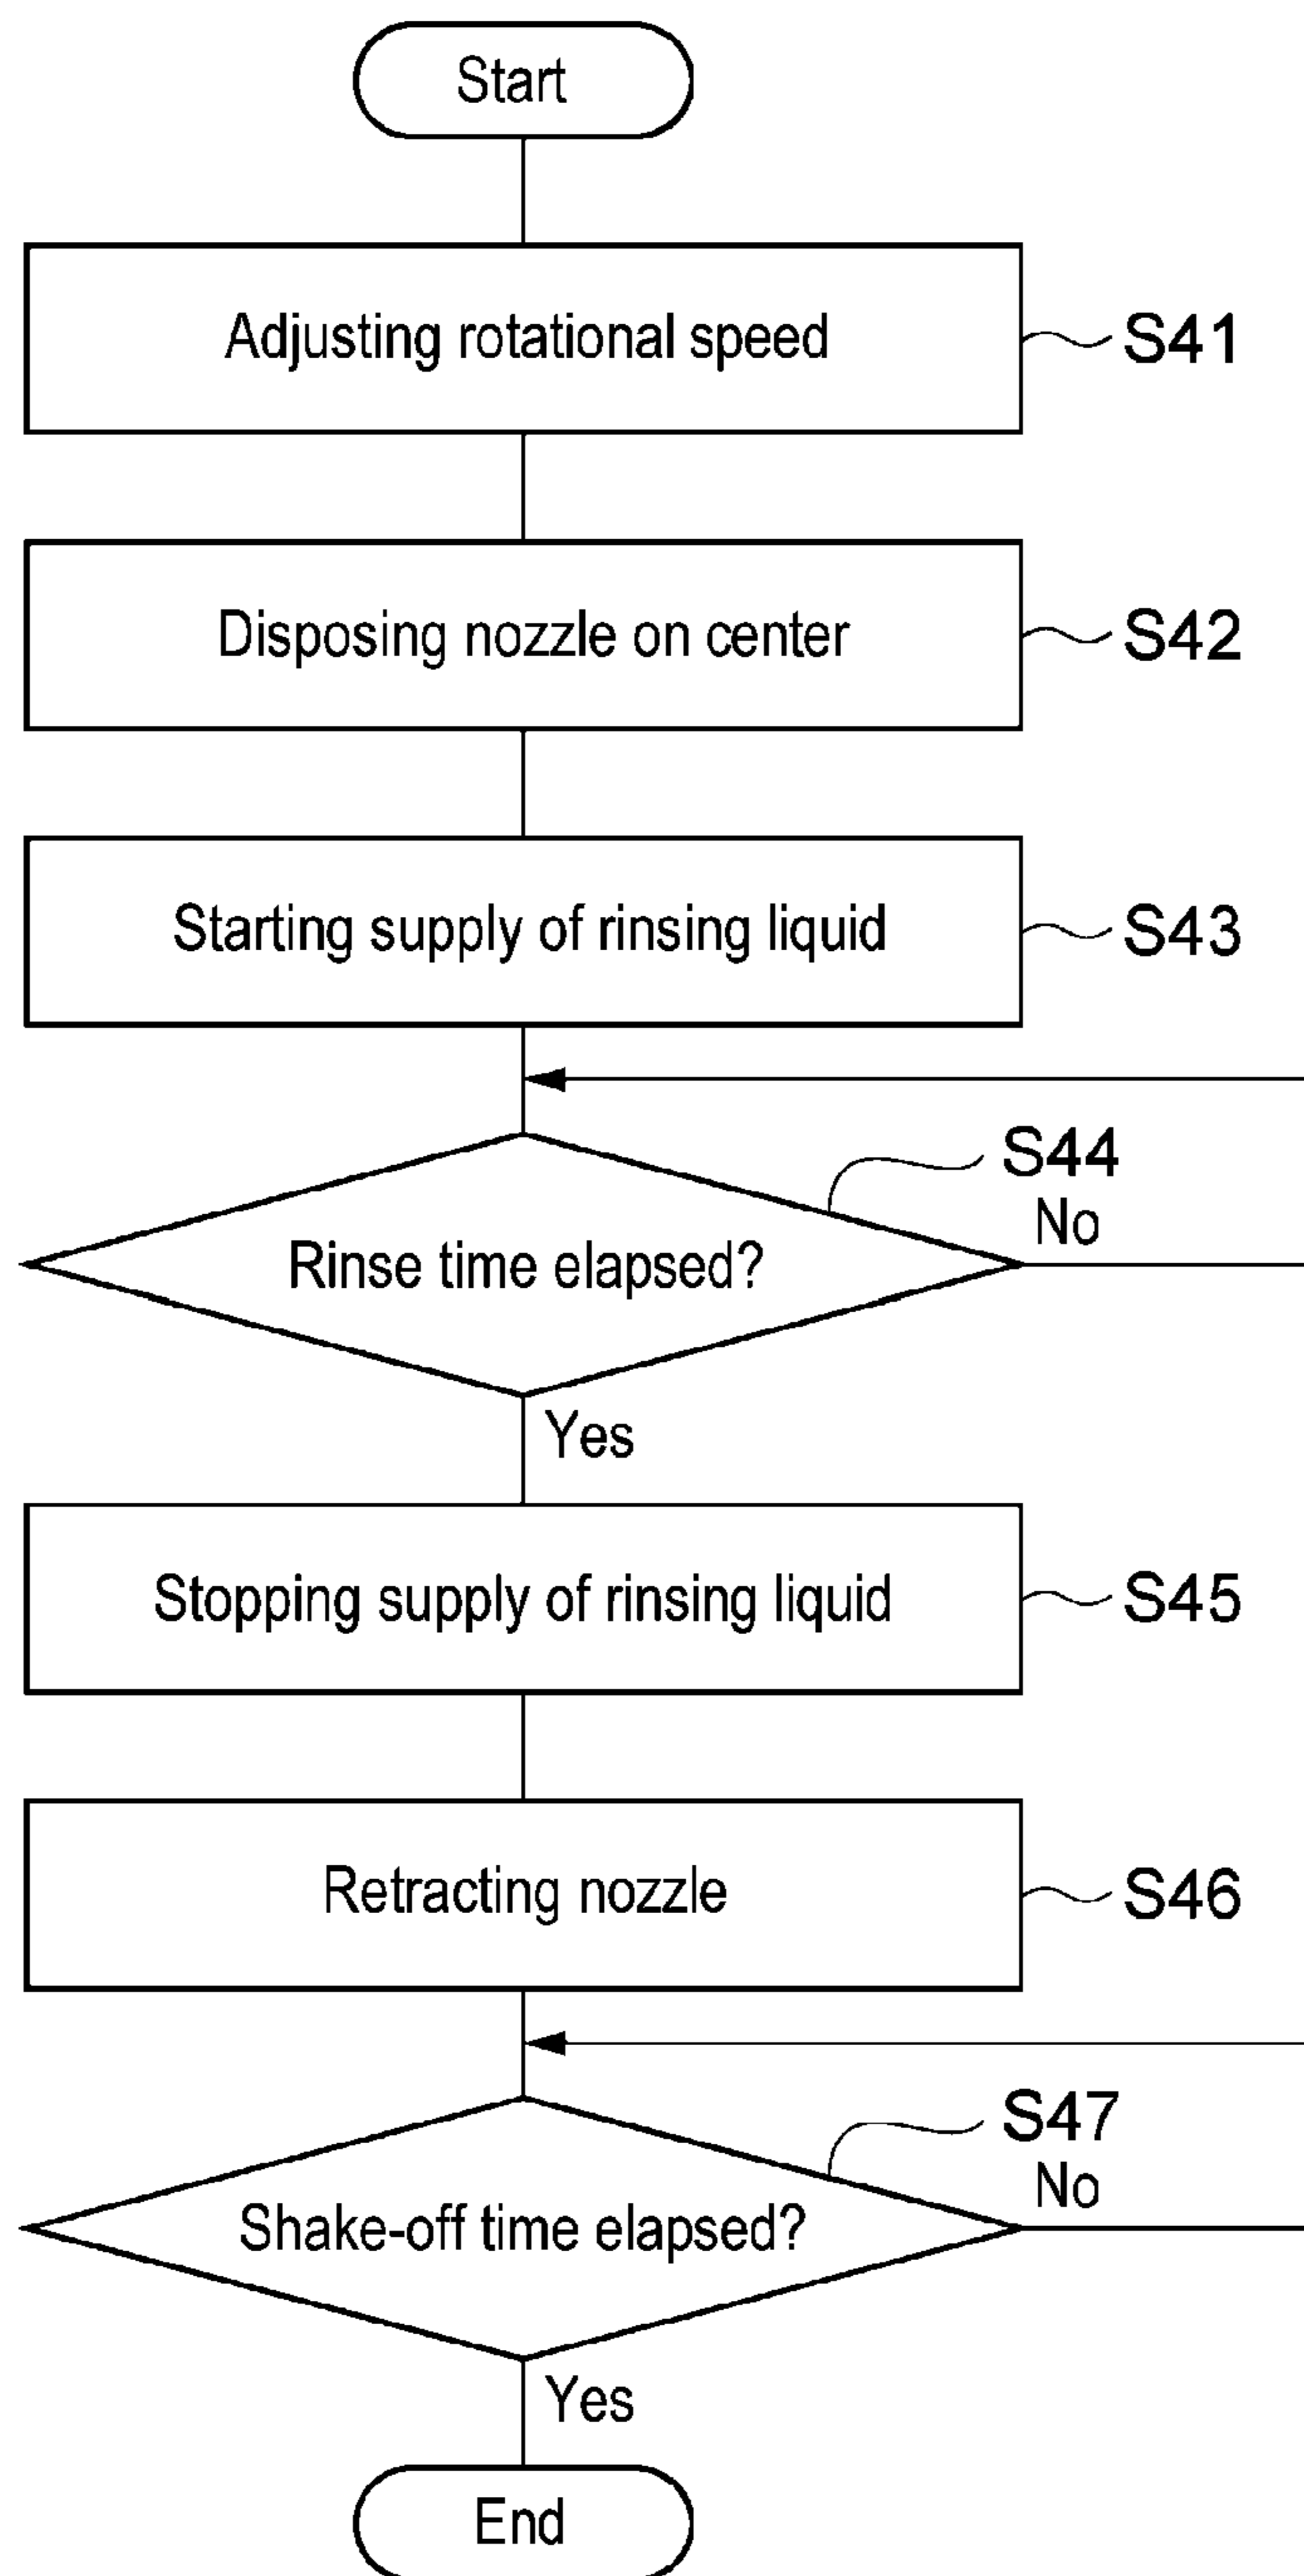 Start
Adjusting rotational speed
S41
Disposing nozzle on center
S42
Starting supply of rinsing liquid
S43
S44
No
Rinse time elapsed?
Yes
Stopping supply of rinsing liquid
S45
Retracting nozzle
S46
S47
No
Shake-off time elapsed?
Yes
End